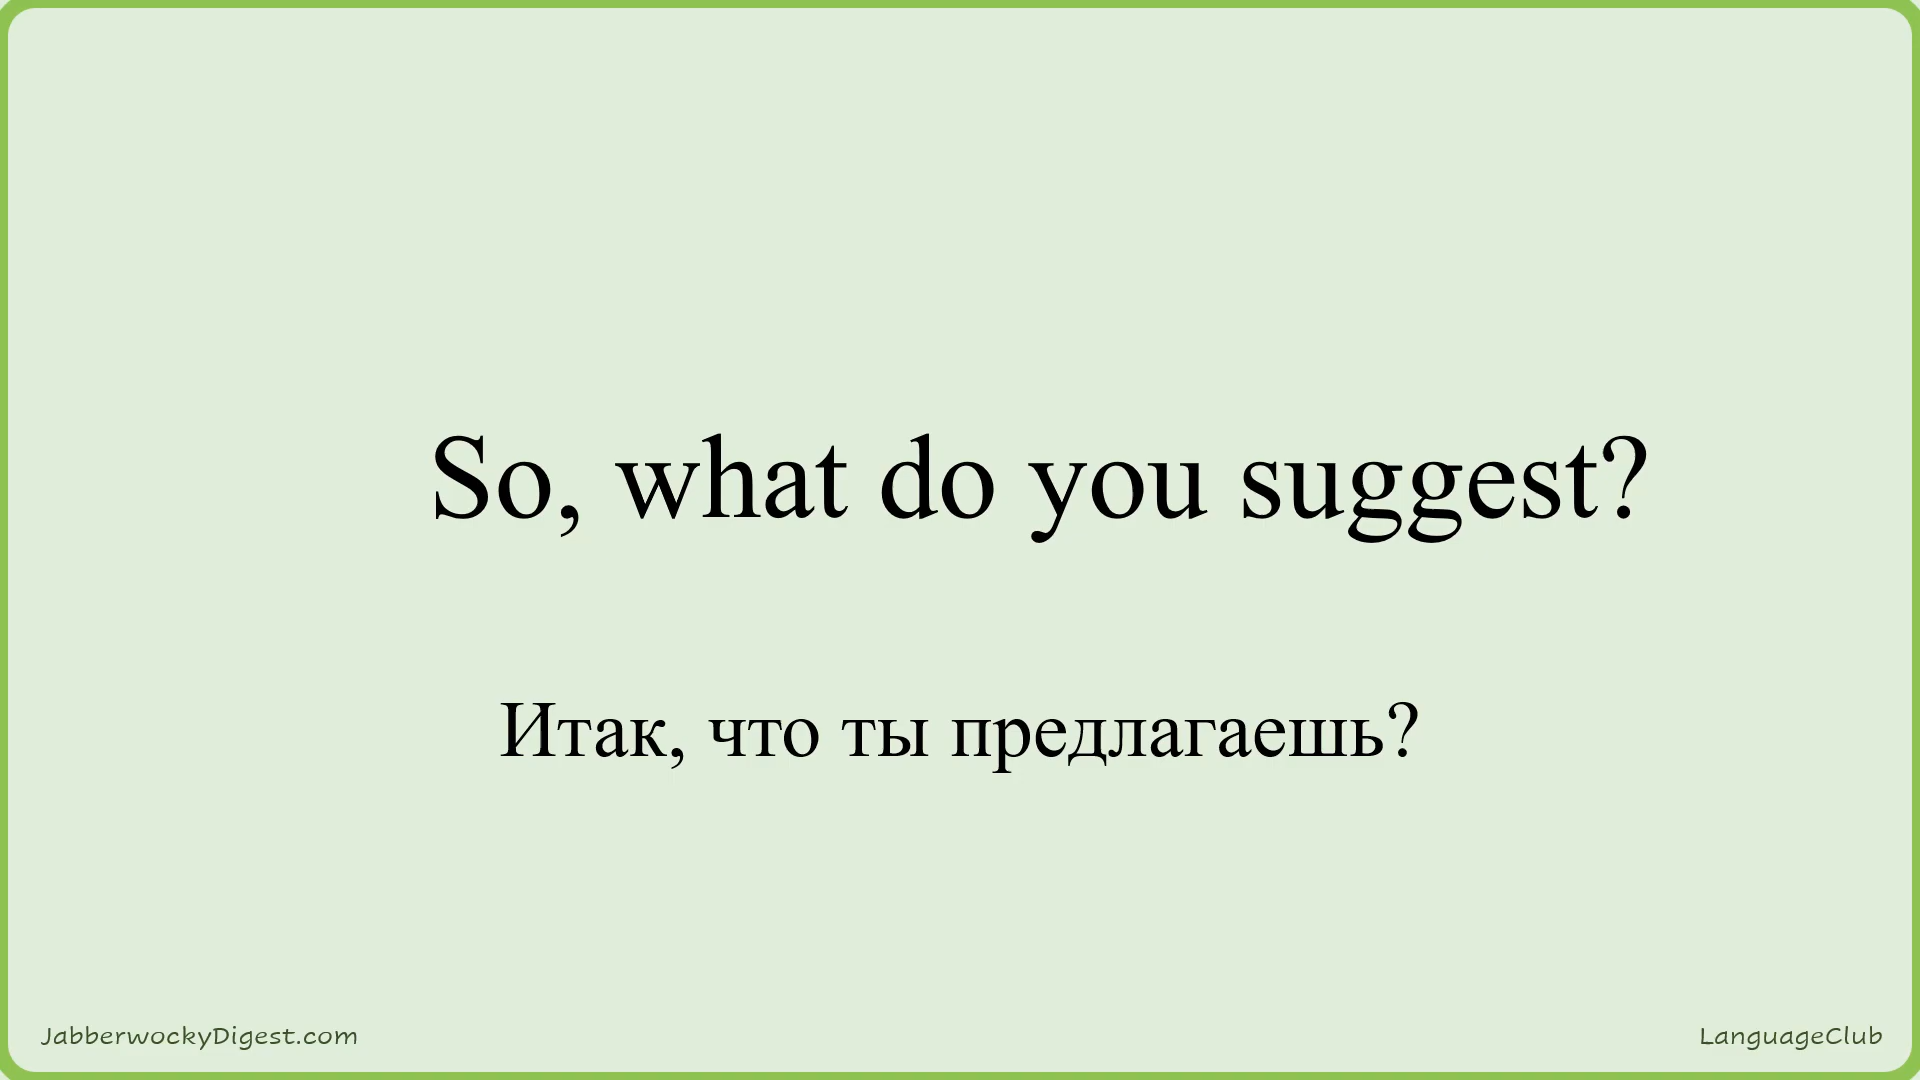 So, what do you suggest?
Итак, что ты предлагаешь?
JabberwockyDigest.com
LanguageClub